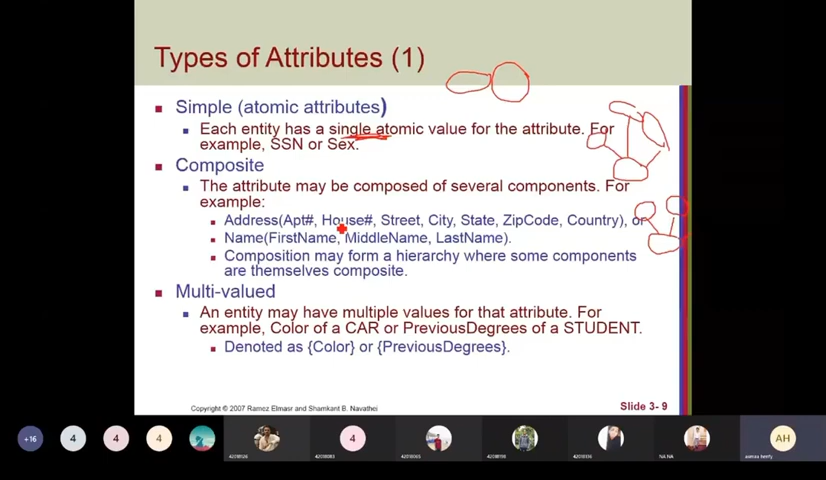 Types of Attributes (1)
Simple (atomic attributes)
Each entity has a single atomic value for the attribute. For
example, SSN or Sex.
Composite
The attribute may be composed of several components. For
example:
Address(Apt#, House#, Street, City, State, ZipCode, Country), or
Name(FirstName, MiddleName, LastName).
Composition may form a hierarchy where some components
are themselves composite.
Multi-valued
An entity may have multiple values for that attribute. For
example, Color of a CAR or PreviousDegrees of a STUDENT.
Denoted as {Color} or {PreviousDegrees}.
Copyright © 2007 Ramez Elmasr and Shamkant B. Navathei
Slide 3- 9
+16
4
4
4
4
AH
NA.NA